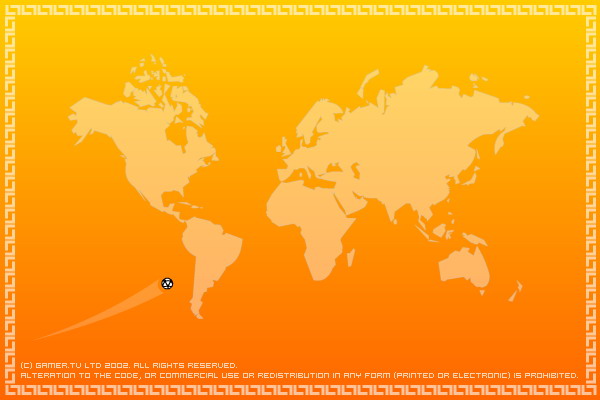 (C) GAMER.TV LTD 2002. ALL RIGHTS RESERVED.
ALTERATION TO THE CODE, OR COMMERCIAL USE OR REDISTRIBUTION IN ANY FORM (PRINTED OR ELECTRONIC) IS PROHIBITED.